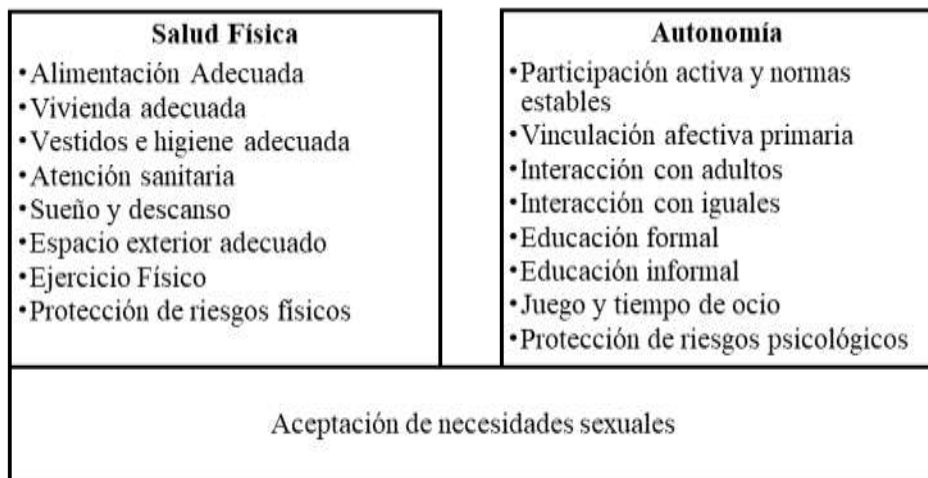 Salud Física
•Alimentación Adecuada
•Vivienda adecuada
•Vestidos e higiene adecuada
•Atención sanitaria
•Sueño y descanso
•Espacio exterior adecuado
•Ejercicio Físico
•Protección de riesgos físicos
Autonomía
•Participación activa y normas
estables
•Vinculación afectiva primaria
•Interacción con adultos
•Interacción con iguales
•Educación formal
•Educación informal
•Juego y tiempo de ocio
•Protección de riesgos psicológicos
Aceptación de necesidades sexuales